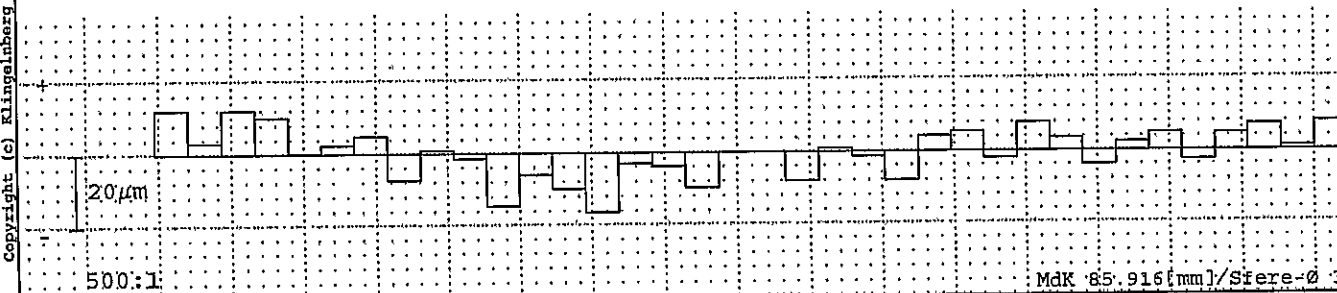 Copyright (c) Klingelnberg
+
20µm
-
500:1
MdK 85.916[mm]/Sfere-Ø